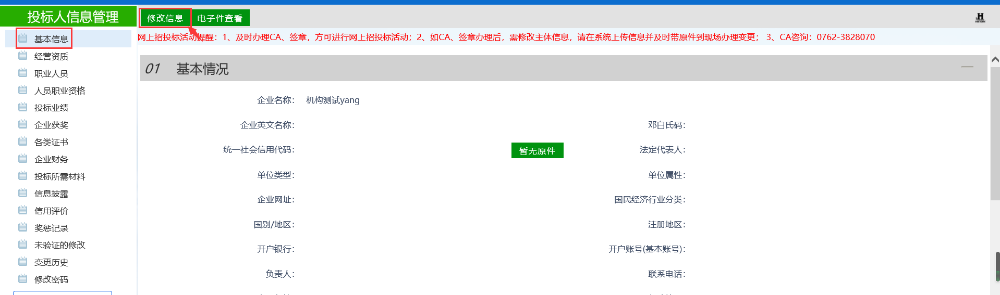 投标人信息管理
修改信息 电子件查看
网上招投标活动提醒：1、及时办理CA、签章，方可进行网上招投标活动；2、如CA、签章办理后，需修改主体信息，请在系统上传信息并及时带原件到现场办理变更； 3、CA咨询：0762-3828070
基本信息
经营资质
职业人员
人员职业资格
投标业绩
企业获奖
各类证书
企业财务
投标所需材料
信息披露
信用评价
奖惩记录
未验证的修改
变更历史
修改密码
01 基本情况
企业名称： 机构测试yang
企业英文名称： 邓白氏码：
统一社会信用代码： 暂无原件 法定代表人：
单位类型： 单位属性：
企业网址： 国民经济行业分类：
国别/地区： 注册地区：
开户银行： 开户账号(基本账号)：
负责人： 联系电话：